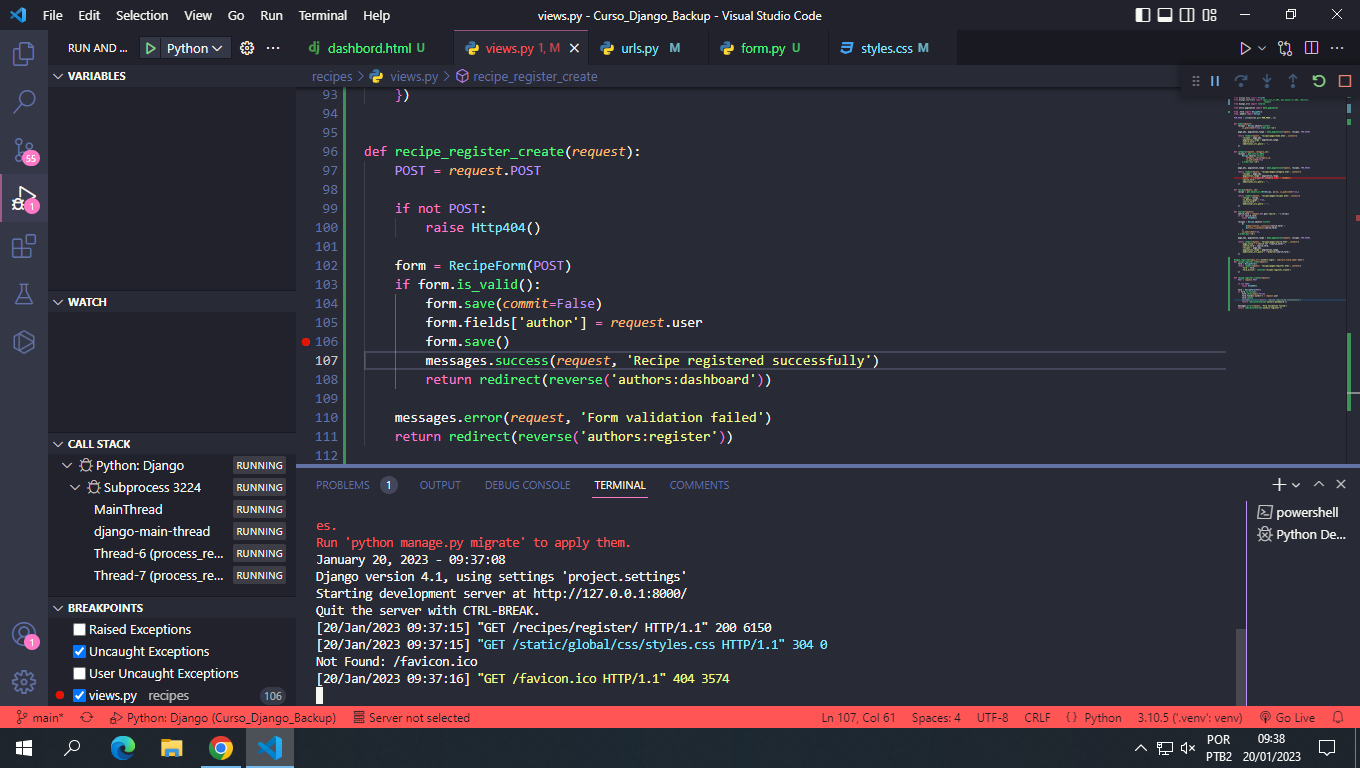 File Edit Selection View Go Run Terminal Help views.py - Curso_Django_Backup - Visual Studio Code
RUN AND ... Python ...
dashbord.html U views.py 1, M urls.py M form.py U styles.css M
recipes > views.py > recipe_register_create
VARIABLES
WATCH
CALL STACK
Python: Django RUNNING
Subprocess 3224 RUNNING
MainThread RUNNING
django-main-thread RUNNING
Thread-6 (process_re... RUNNING
Thread-7 (process_re... RUNNING
BREAKPOINTS
Raised Exceptions
Uncaught Exceptions
User Uncaught Exceptions
views.py recipes 106
55
1
1
93 })
94
95
96 def recipe_register_create(request):
97 POST = request.POST
98
99 if not POST:
100 raise Http404()
101
102 form = RecipeForm(POST)
103 if form.is_valid():
104 form.save(commit=False)
105 form.fields['author'] = request.user
106 form.save()
107 messages.success(request, 'Recipe registered successfully')
108 return redirect(reverse('authors:dashboard'))
109
110 messages.error(request, 'Form validation failed')
111 return redirect(reverse('authors:register'))
112
PROBLEMS 1 OUTPUT DEBUG CONSOLE TERMINAL COMMENTS
powershell
Python De...
es.
Run 'python manage.py migrate' to apply them.
January 20, 2023 - 09:37:08
Django version 4.1, using settings 'project.settings'
Starting development server at http://127.0.0.1:8000/
Quit the server with CTRL-BREAK.
[20/Jan/2023 09:37:15] "GET /recipes/register/ HTTP/1.1" 200 6150
[20/Jan/2023 09:37:15] "GET /static/global/css/styles.css HTTP/1.1" 304 0
Not Found: /favicon.ico
[20/Jan/2023 09:37:16] "GET /favicon.ico HTTP/1.1" 404 3574
main* Python: Django (Curso_Django_Backup) Server not selected Ln 107, Col 61 Spaces: 4 UTF-8 CRLF {} Python 3.10.5 ('.venv': venv) Go Live
POR
PTB2
09:38
20/01/2023